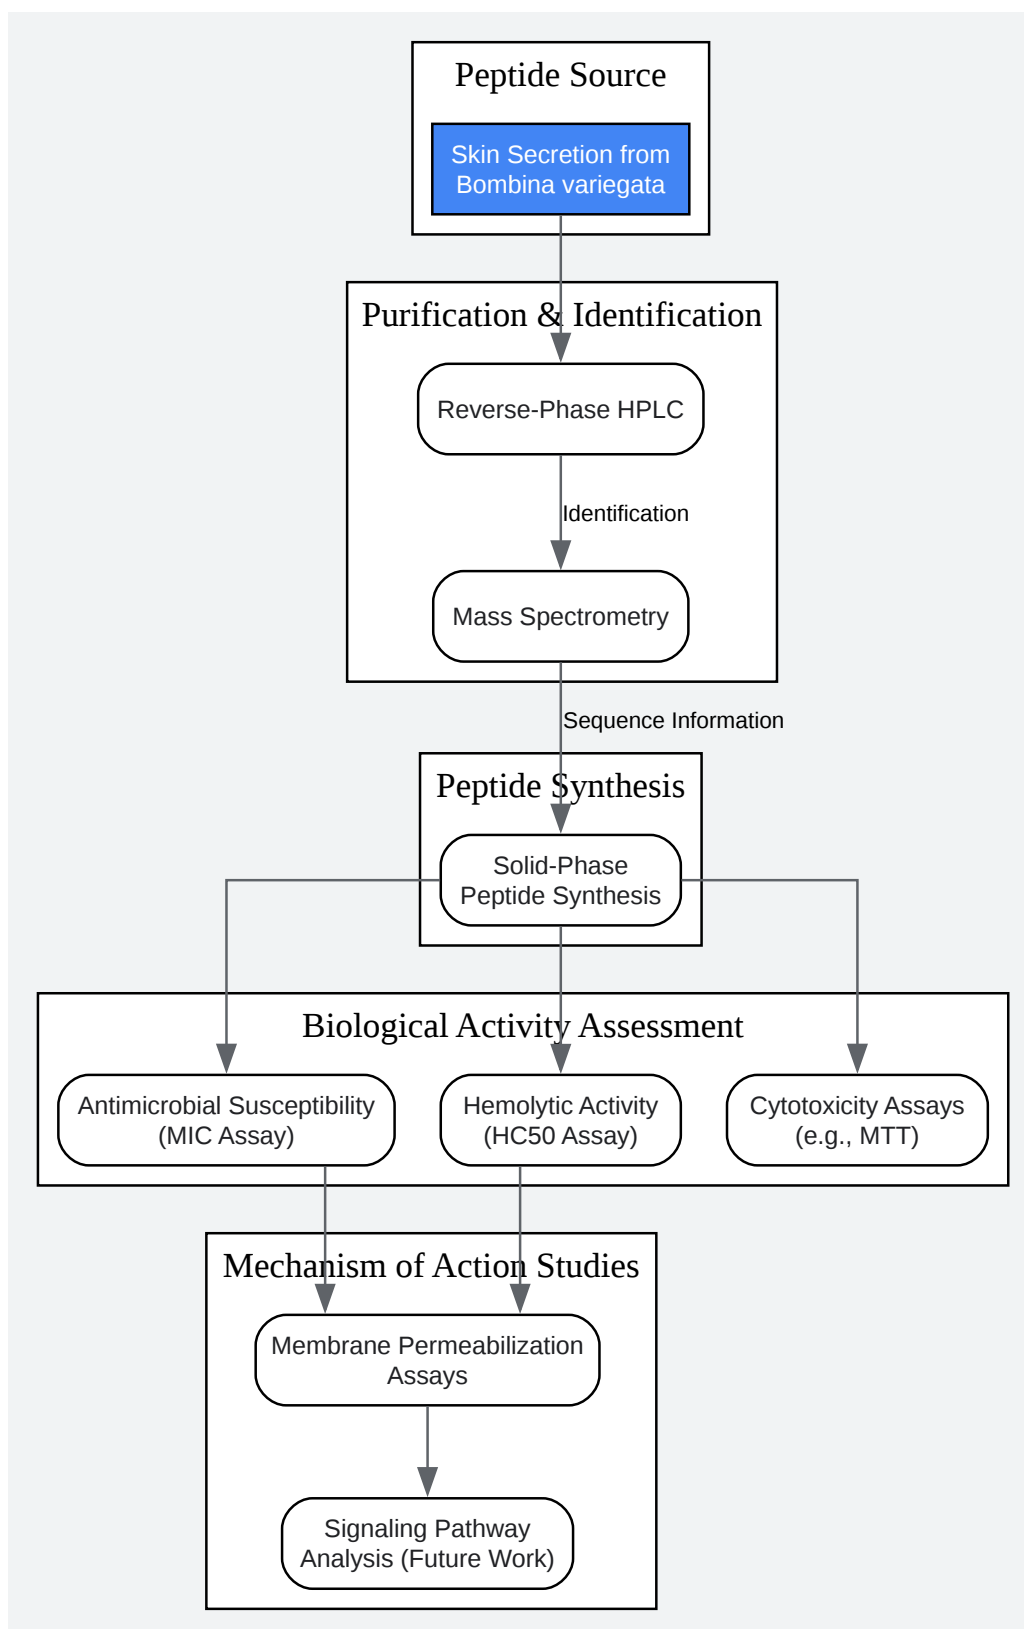 Peptide Source
Skin Secretion from
Bombina variegata
Purification & Identification
Reverse-Phase HPLC
Identification
Mass Spectrometry
Sequence Information
Peptide Synthesis
Solid-Phase
Peptide Synthesis
Biological Activity Assessment
Antimicrobial Susceptibility
(MIC Assay)
Hemolytic Activity
(HC50 Assay)
Cytotoxicity Assays
(e.g., MTT)
Mechanism of Action Studies
Membrane Permeabilization
Assays
Signaling Pathway
Analysis (Future Work)